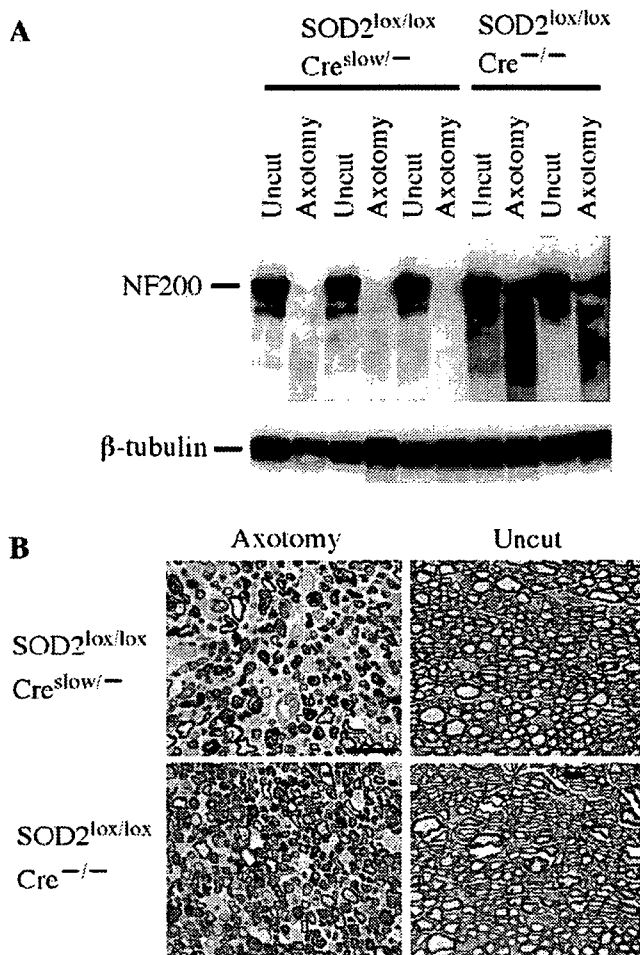 A
SOD2lox/lox
Creslow/−
SOD2lox/lox
Cre−/−
Uncut
Axotomy
Uncut
Axotomy
Uncut
Axotomy
Uncut
Axotomy
Uncut
Axotomy
NF200
β-tubulin
B
Axotomy
Uncut
SOD2lox/lox
Creslow/−
SOD2lox/lox
Cre−/−